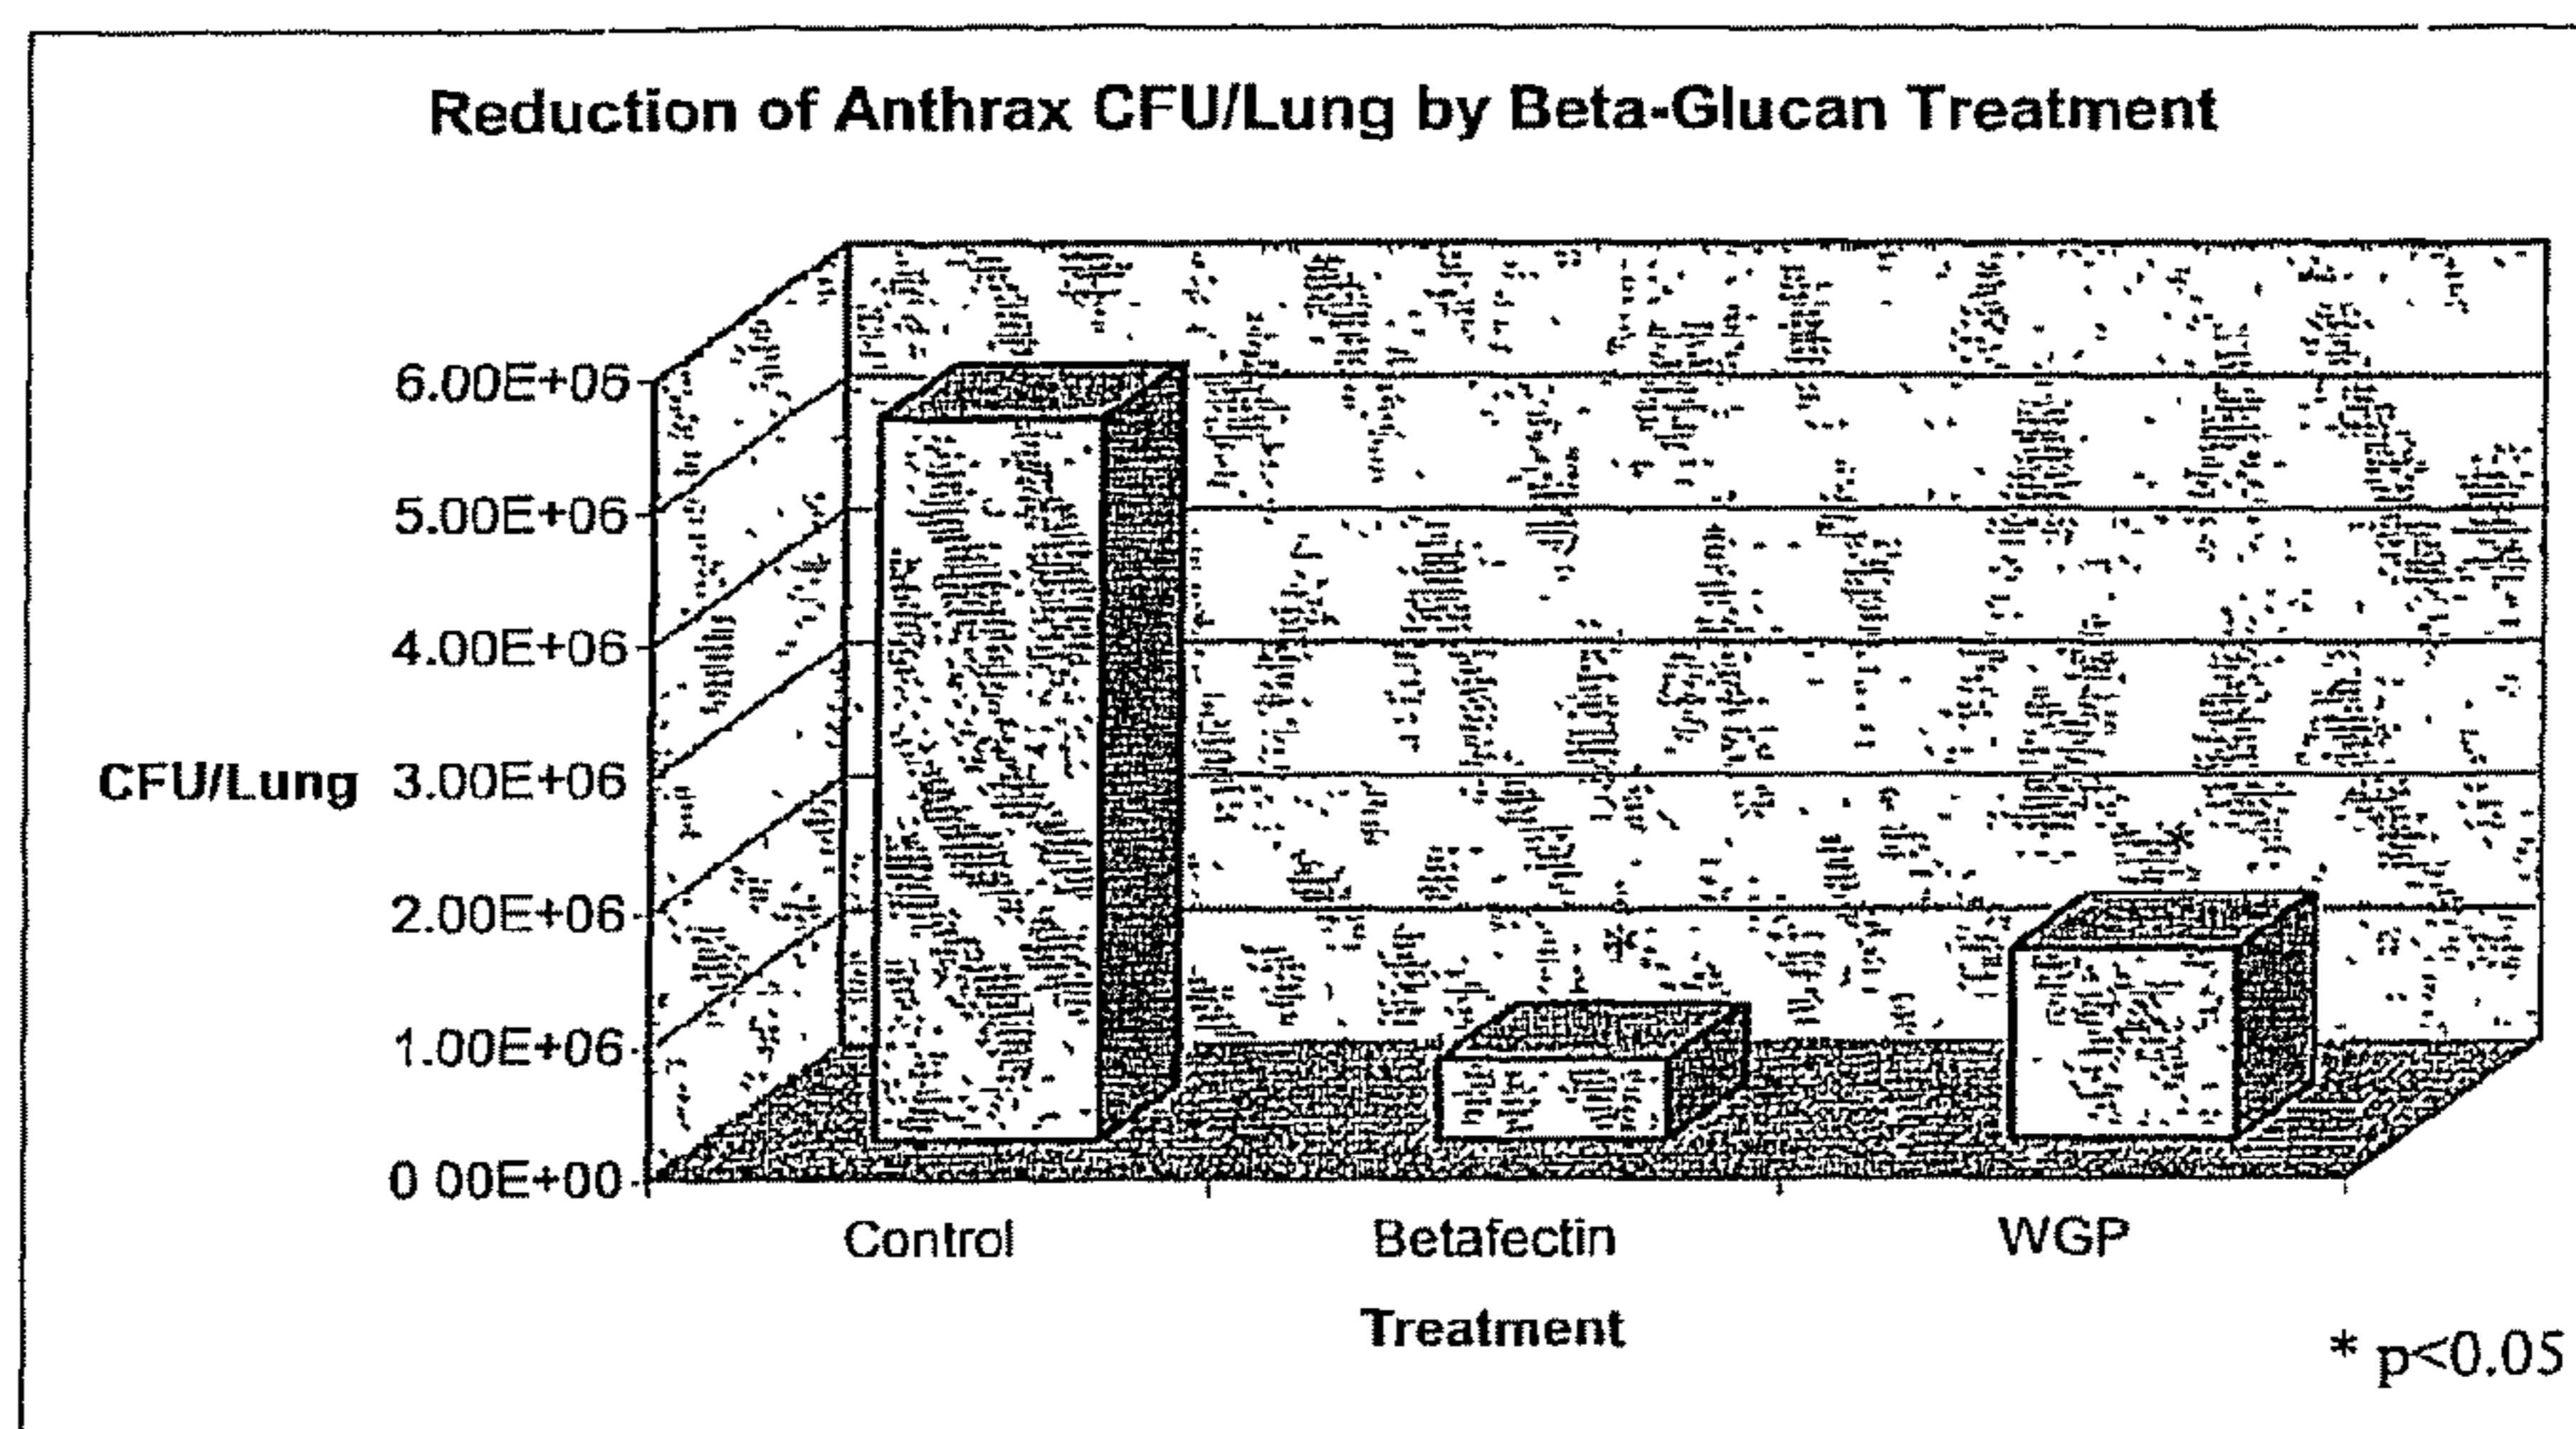 Reduction of Anthrax CFU/Lung by Beta-Glucan Treatment
6.00E+06
5.00E+06
4.00E+06
CFU/Lung 3.00E+06
2.00E+06
1.00E+06
0 00E+00
*
*
Control Betafectin WGP
Treatment
* p<0.05